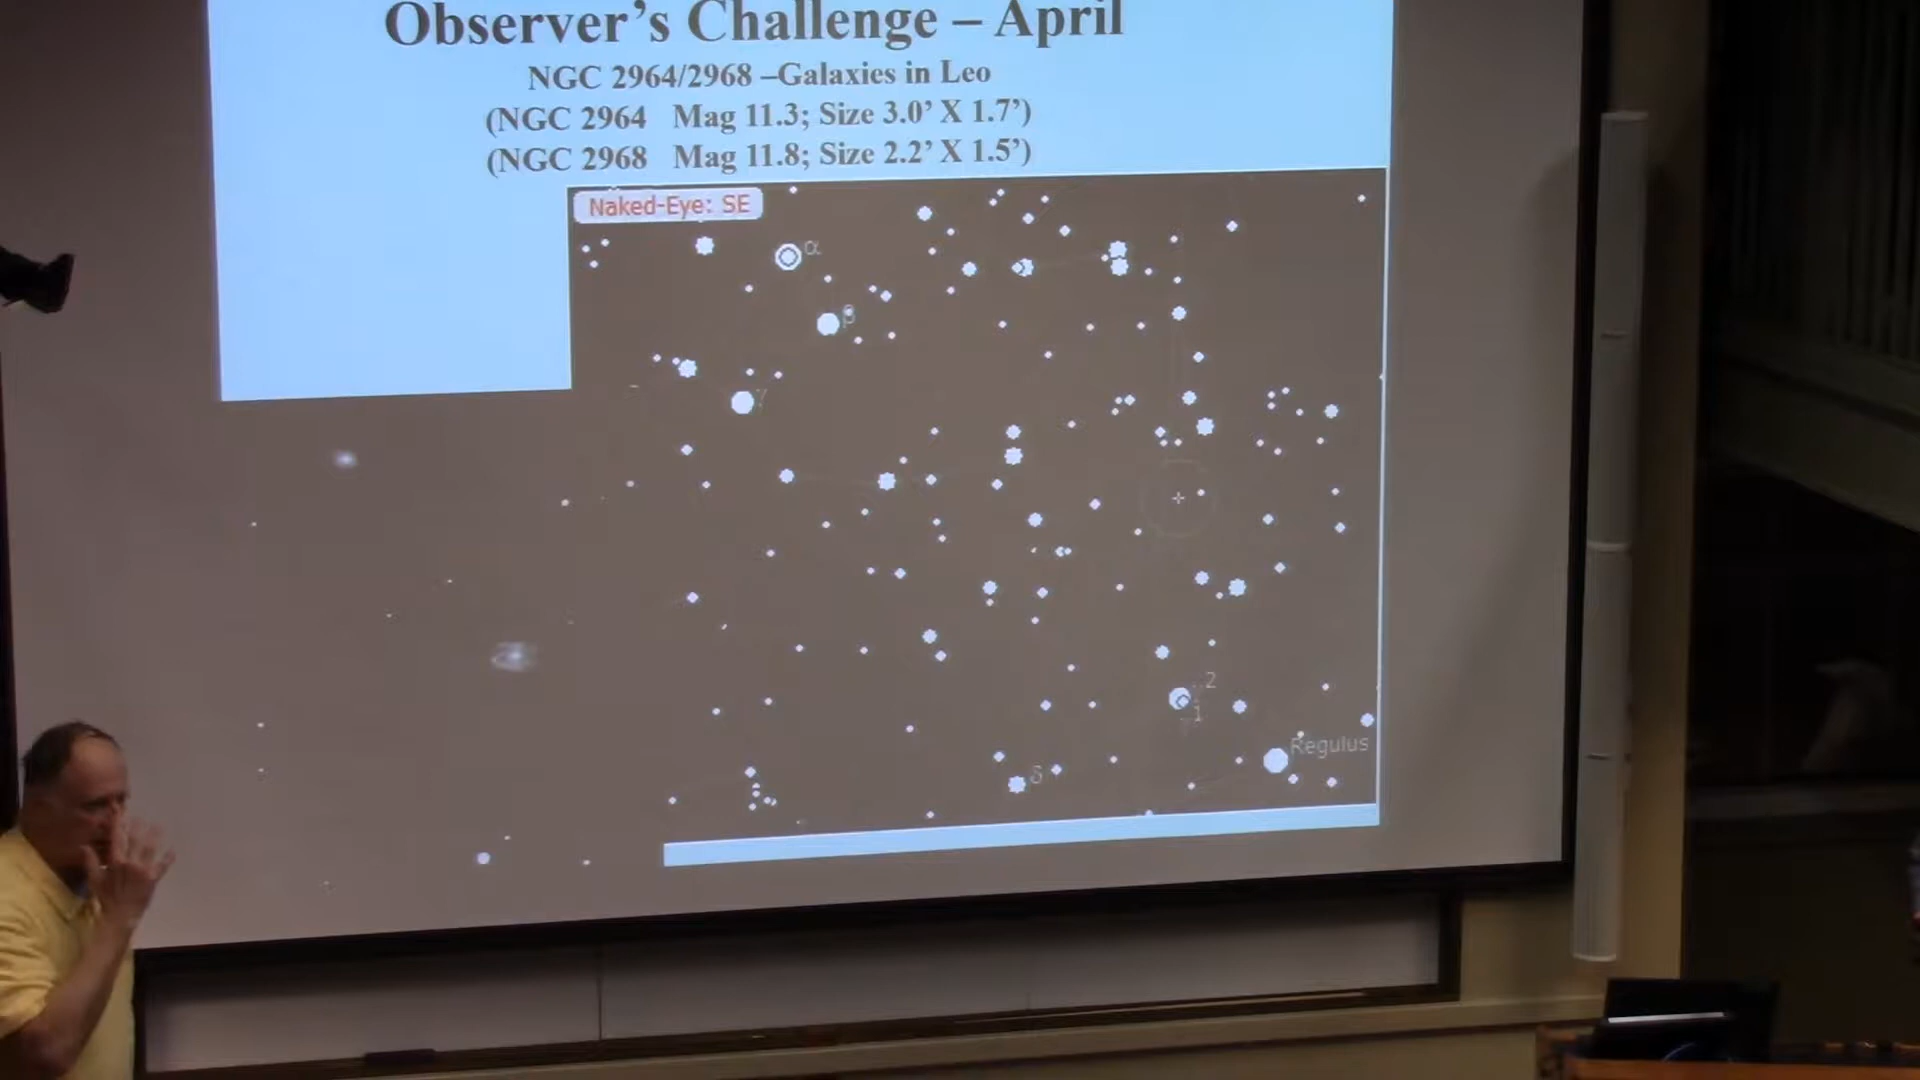 Observer’s Challenge – April
NGC 2964/2968 –Galaxies in Leo
(NGC 2964 Mag 11.3; Size 3.0’ X 1.7’)
(NGC 2968 Mag 11.8; Size 2.2’ X 1.5’)
Naked-Eye: SE
α
β
γ
2
1
Regulus
δ